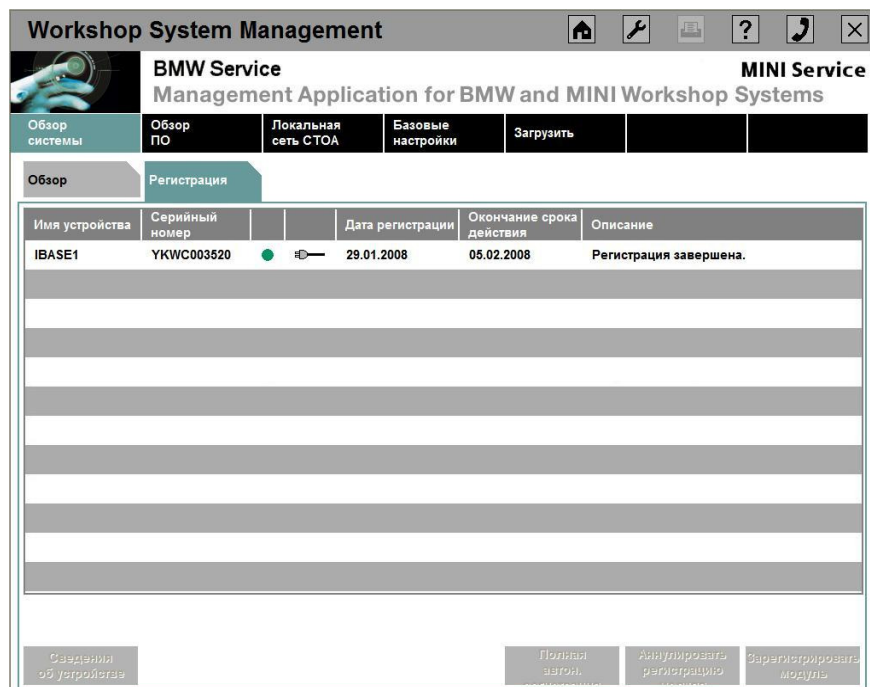 Workshop System Management
?
BMW Service
MINI Service
Management Application for BMW and MINI Workshop Systems
Обзор
системы
Обзор
ПО
Локальная
сеть СТОА
Базовые
настройки
Загрузить
Обзор
Регистрация
Имя устройства
Серийный
номер
Дата регистрации
Окончание срока
действия
Описание
IBASE1 YKWC003520 29.01.2008 05.02.2008 Регистрация завершена.
Сведения
об устройстве
Полная
автон.
Аннулировать
регистрацию
Зарегистрировать
модуль